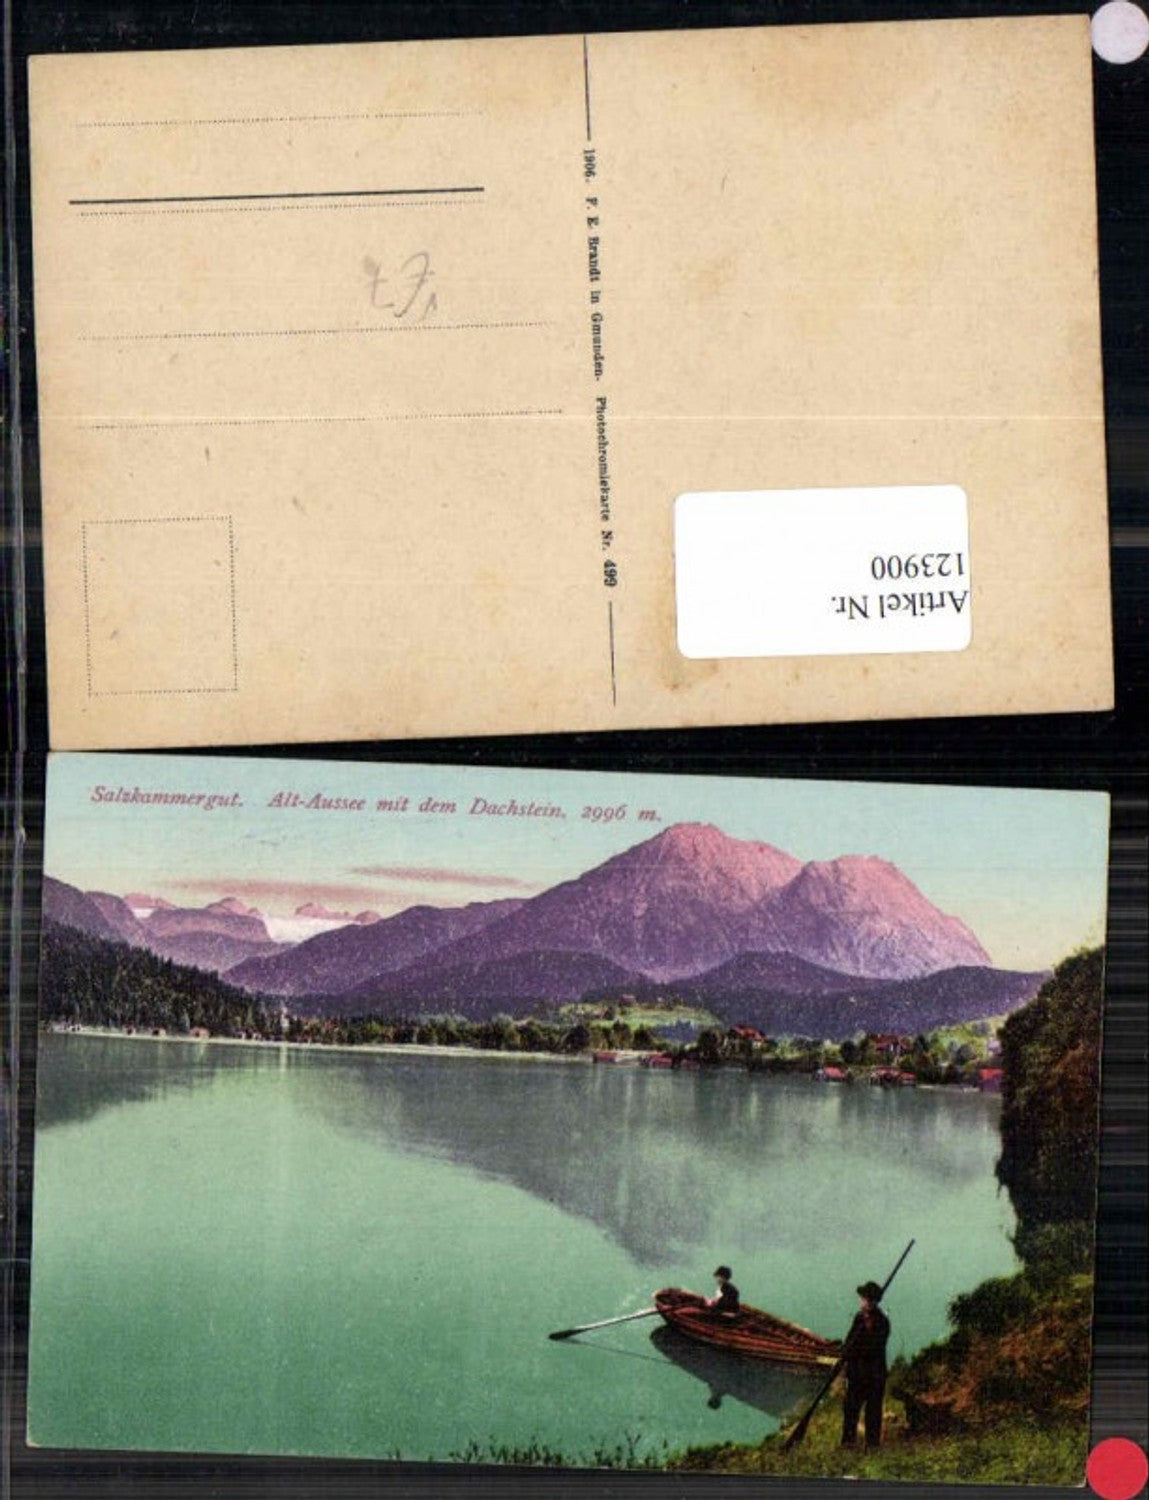 1906. F. E. Brandt in Gmunden. Photochromiekarte Nr. 499
Artikel Nr.
123900
Salzkammergut. Alt-Aussee mit dem Dachstein, 2996 m.